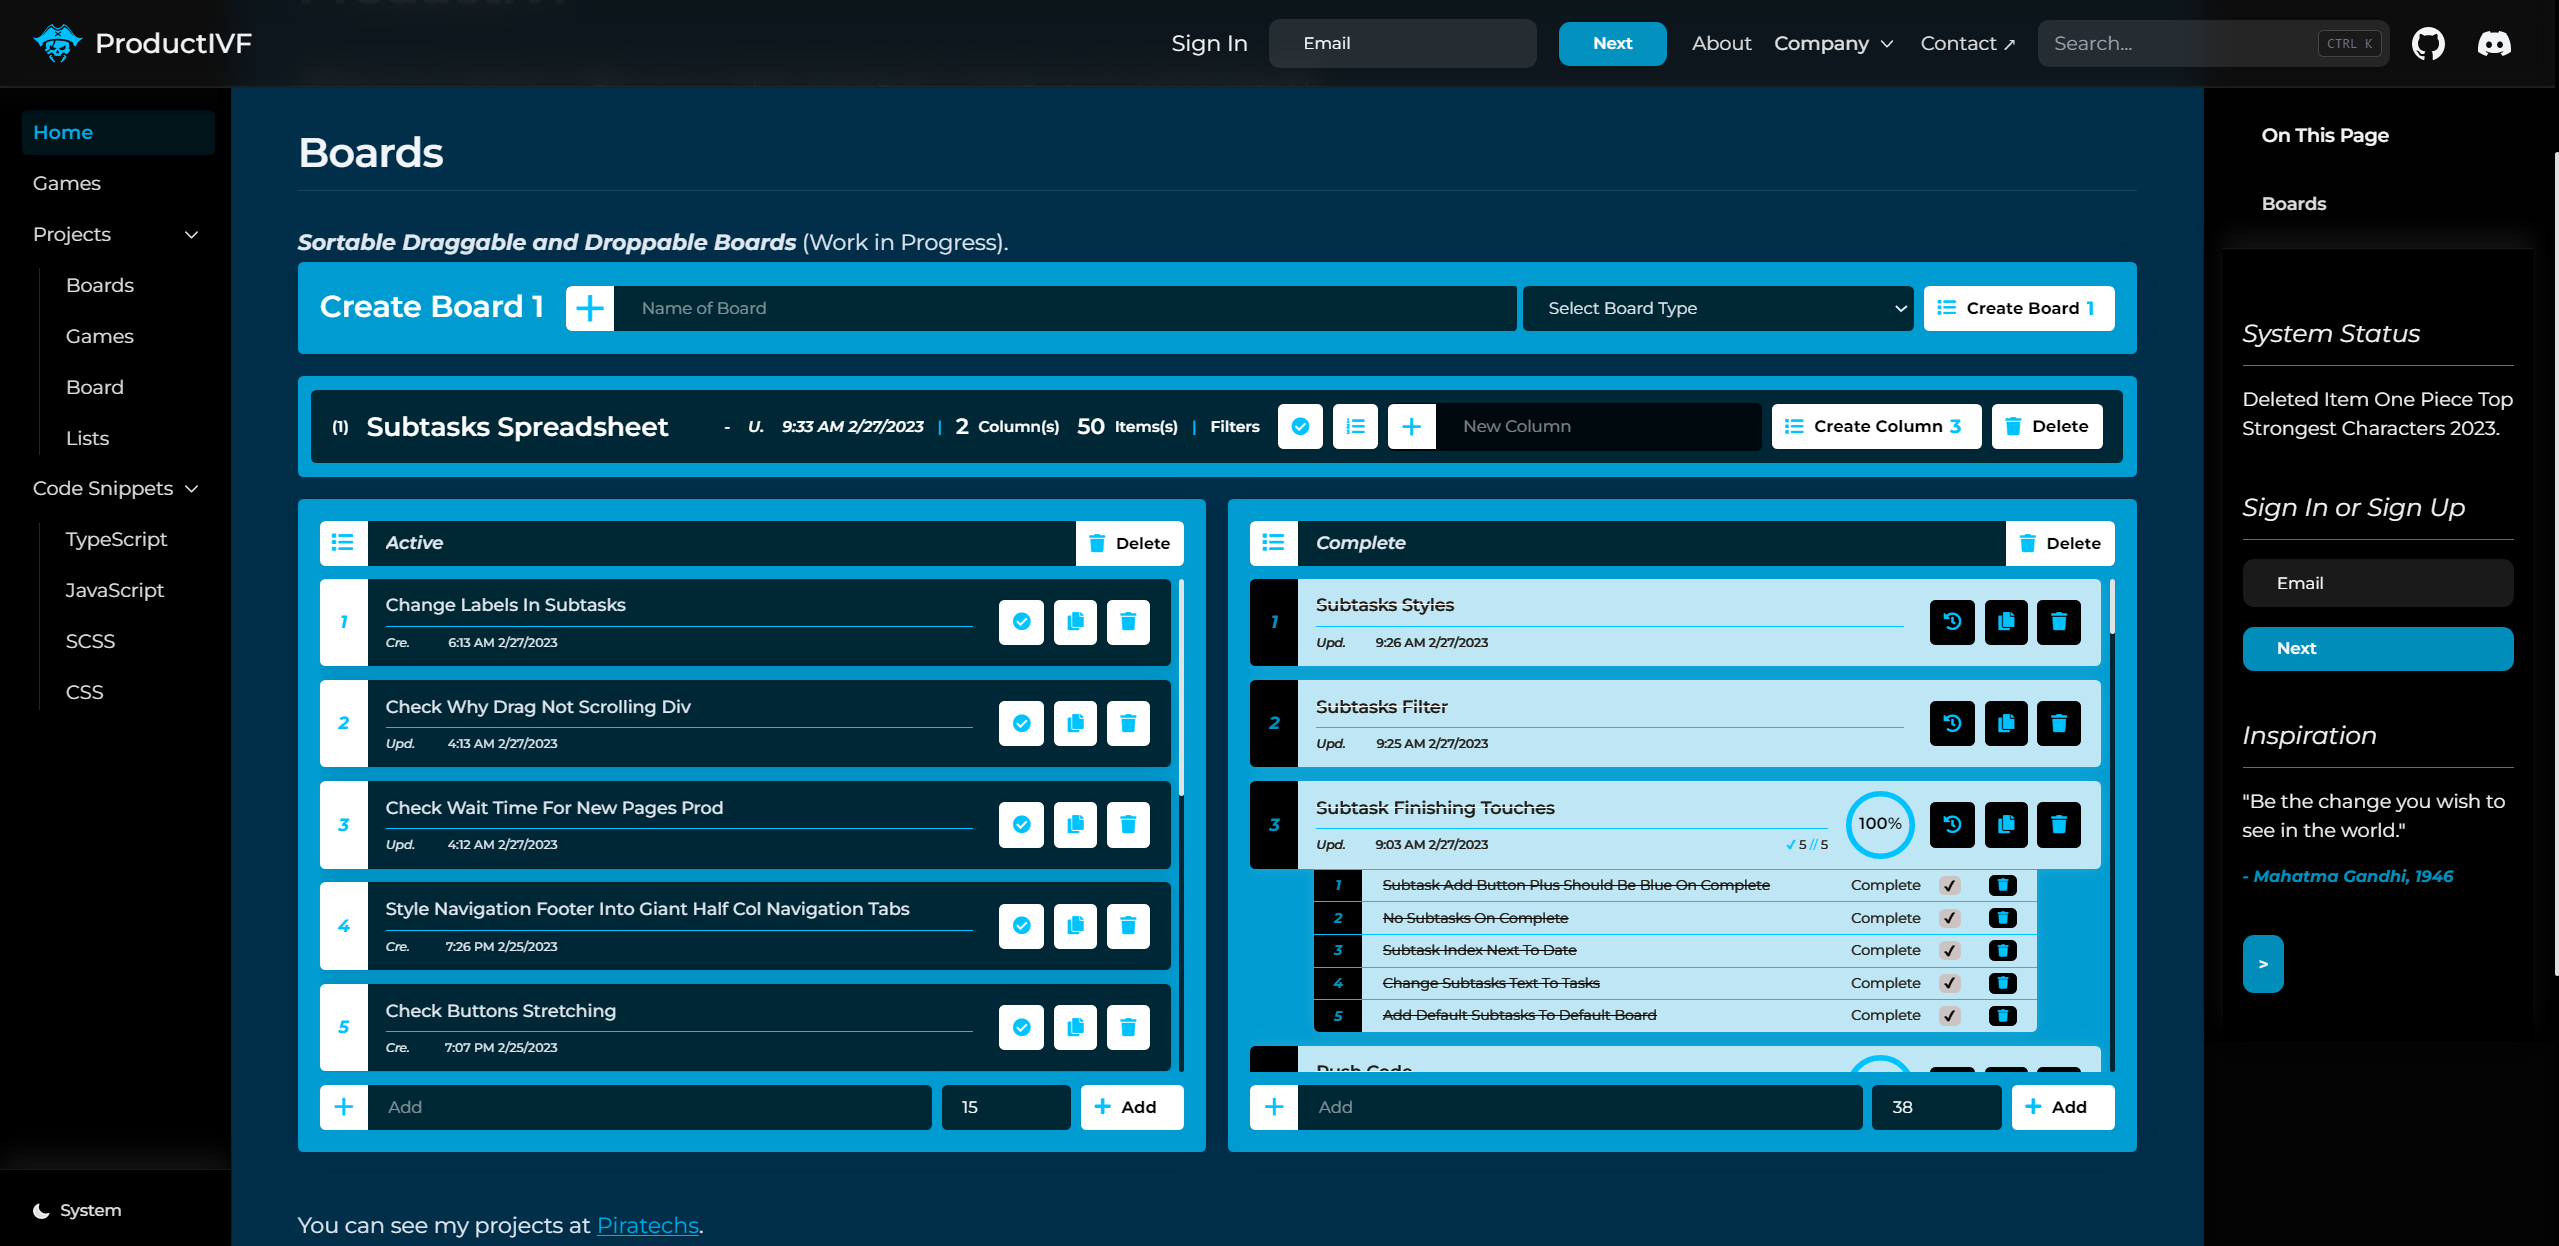 ProductIVF
Sign In
Email
Next
About
Company
Contact ↗
Search...
CTRL K
Home
Games
Projects
Boards
Games
Board
Lists
Code Snippets
TypeScript
JavaScript
SCSS
CSS
System
Boards
Sortable Draggable and Droppable Boards (Work in Progress).
Create Board 1
Name of Board
Select Board Type
Create Board 1
(1) Subtasks Spreadsheet - U. 9:33 AM 2/27/2023 | 2 Column(s) 50 Items(s) | Filters
New Column
Create Column 3
Delete
Active
Delete
1
Change Labels In Subtasks
Cre. 6:13 AM 2/27/2023
2
Check Why Drag Not Scrolling Div
Upd. 4:13 AM 2/27/2023
3
Check Wait Time For New Pages Prod
Upd. 4:12 AM 2/27/2023
4
Style Navigation Footer Into Giant Half Col Navigation Tabs
Cre. 7:26 PM 2/25/2023
5
Check Buttons Stretching
Cre. 7:07 PM 2/25/2023
Add
15
Add
Complete
Delete
1
Subtasks Styles
Upd. 9:26 AM 2/27/2023
2
Subtasks Filter
Upd. 9:25 AM 2/27/2023
3
Subtask Finishing Touches
Upd. 9:03 AM 2/27/2023
✓ 5 // 5
100%
1 Subtask Add Button Plus Should Be Blue On Complete Complete ✓
2 No Subtasks On Complete Complete ✓
3 Subtask Index Next To Date Complete ✓
4 Change Subtasks Text To Tasks Complete ✓
5 Add Default Subtasks To Default Board Complete ✓
Push Code
Add
38
Add
You can see my projects at Piratechs.
On This Page
Boards
System Status
Deleted Item One Piece Top
Strongest Characters 2023.
Sign In or Sign Up
Email
Next
Inspiration
"Be the change you wish to
see in the world."
- Mahatma Gandhi, 1946
>